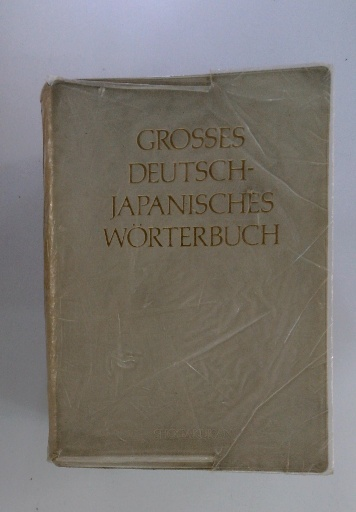 GROSSES
DEUTSCH-
JAPANISCHES
WÖRTERBUCH